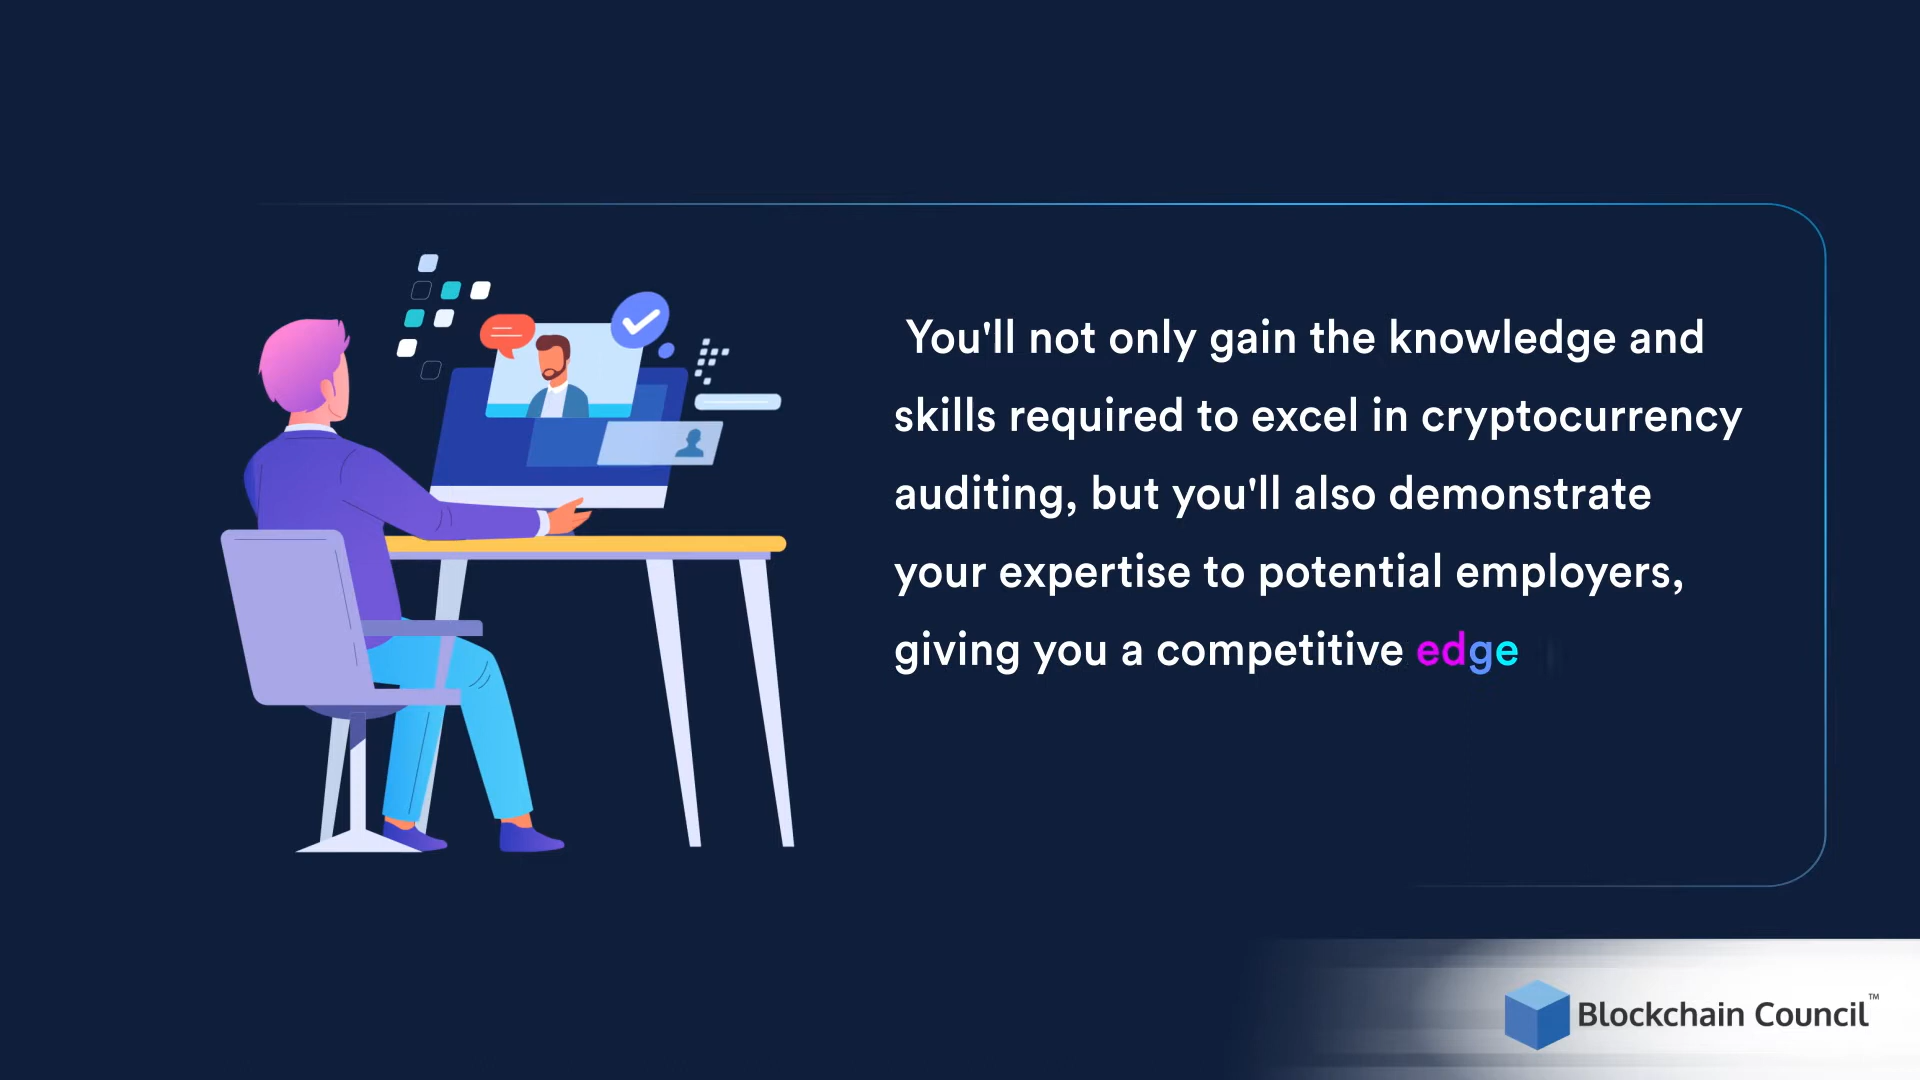 You'll not only gain the knowledge and
skills required to excel in cryptocurrency
auditing, but you'll also demonstrate
your expertise to potential employers,
giving you a competitive edge
Blockchain Council™